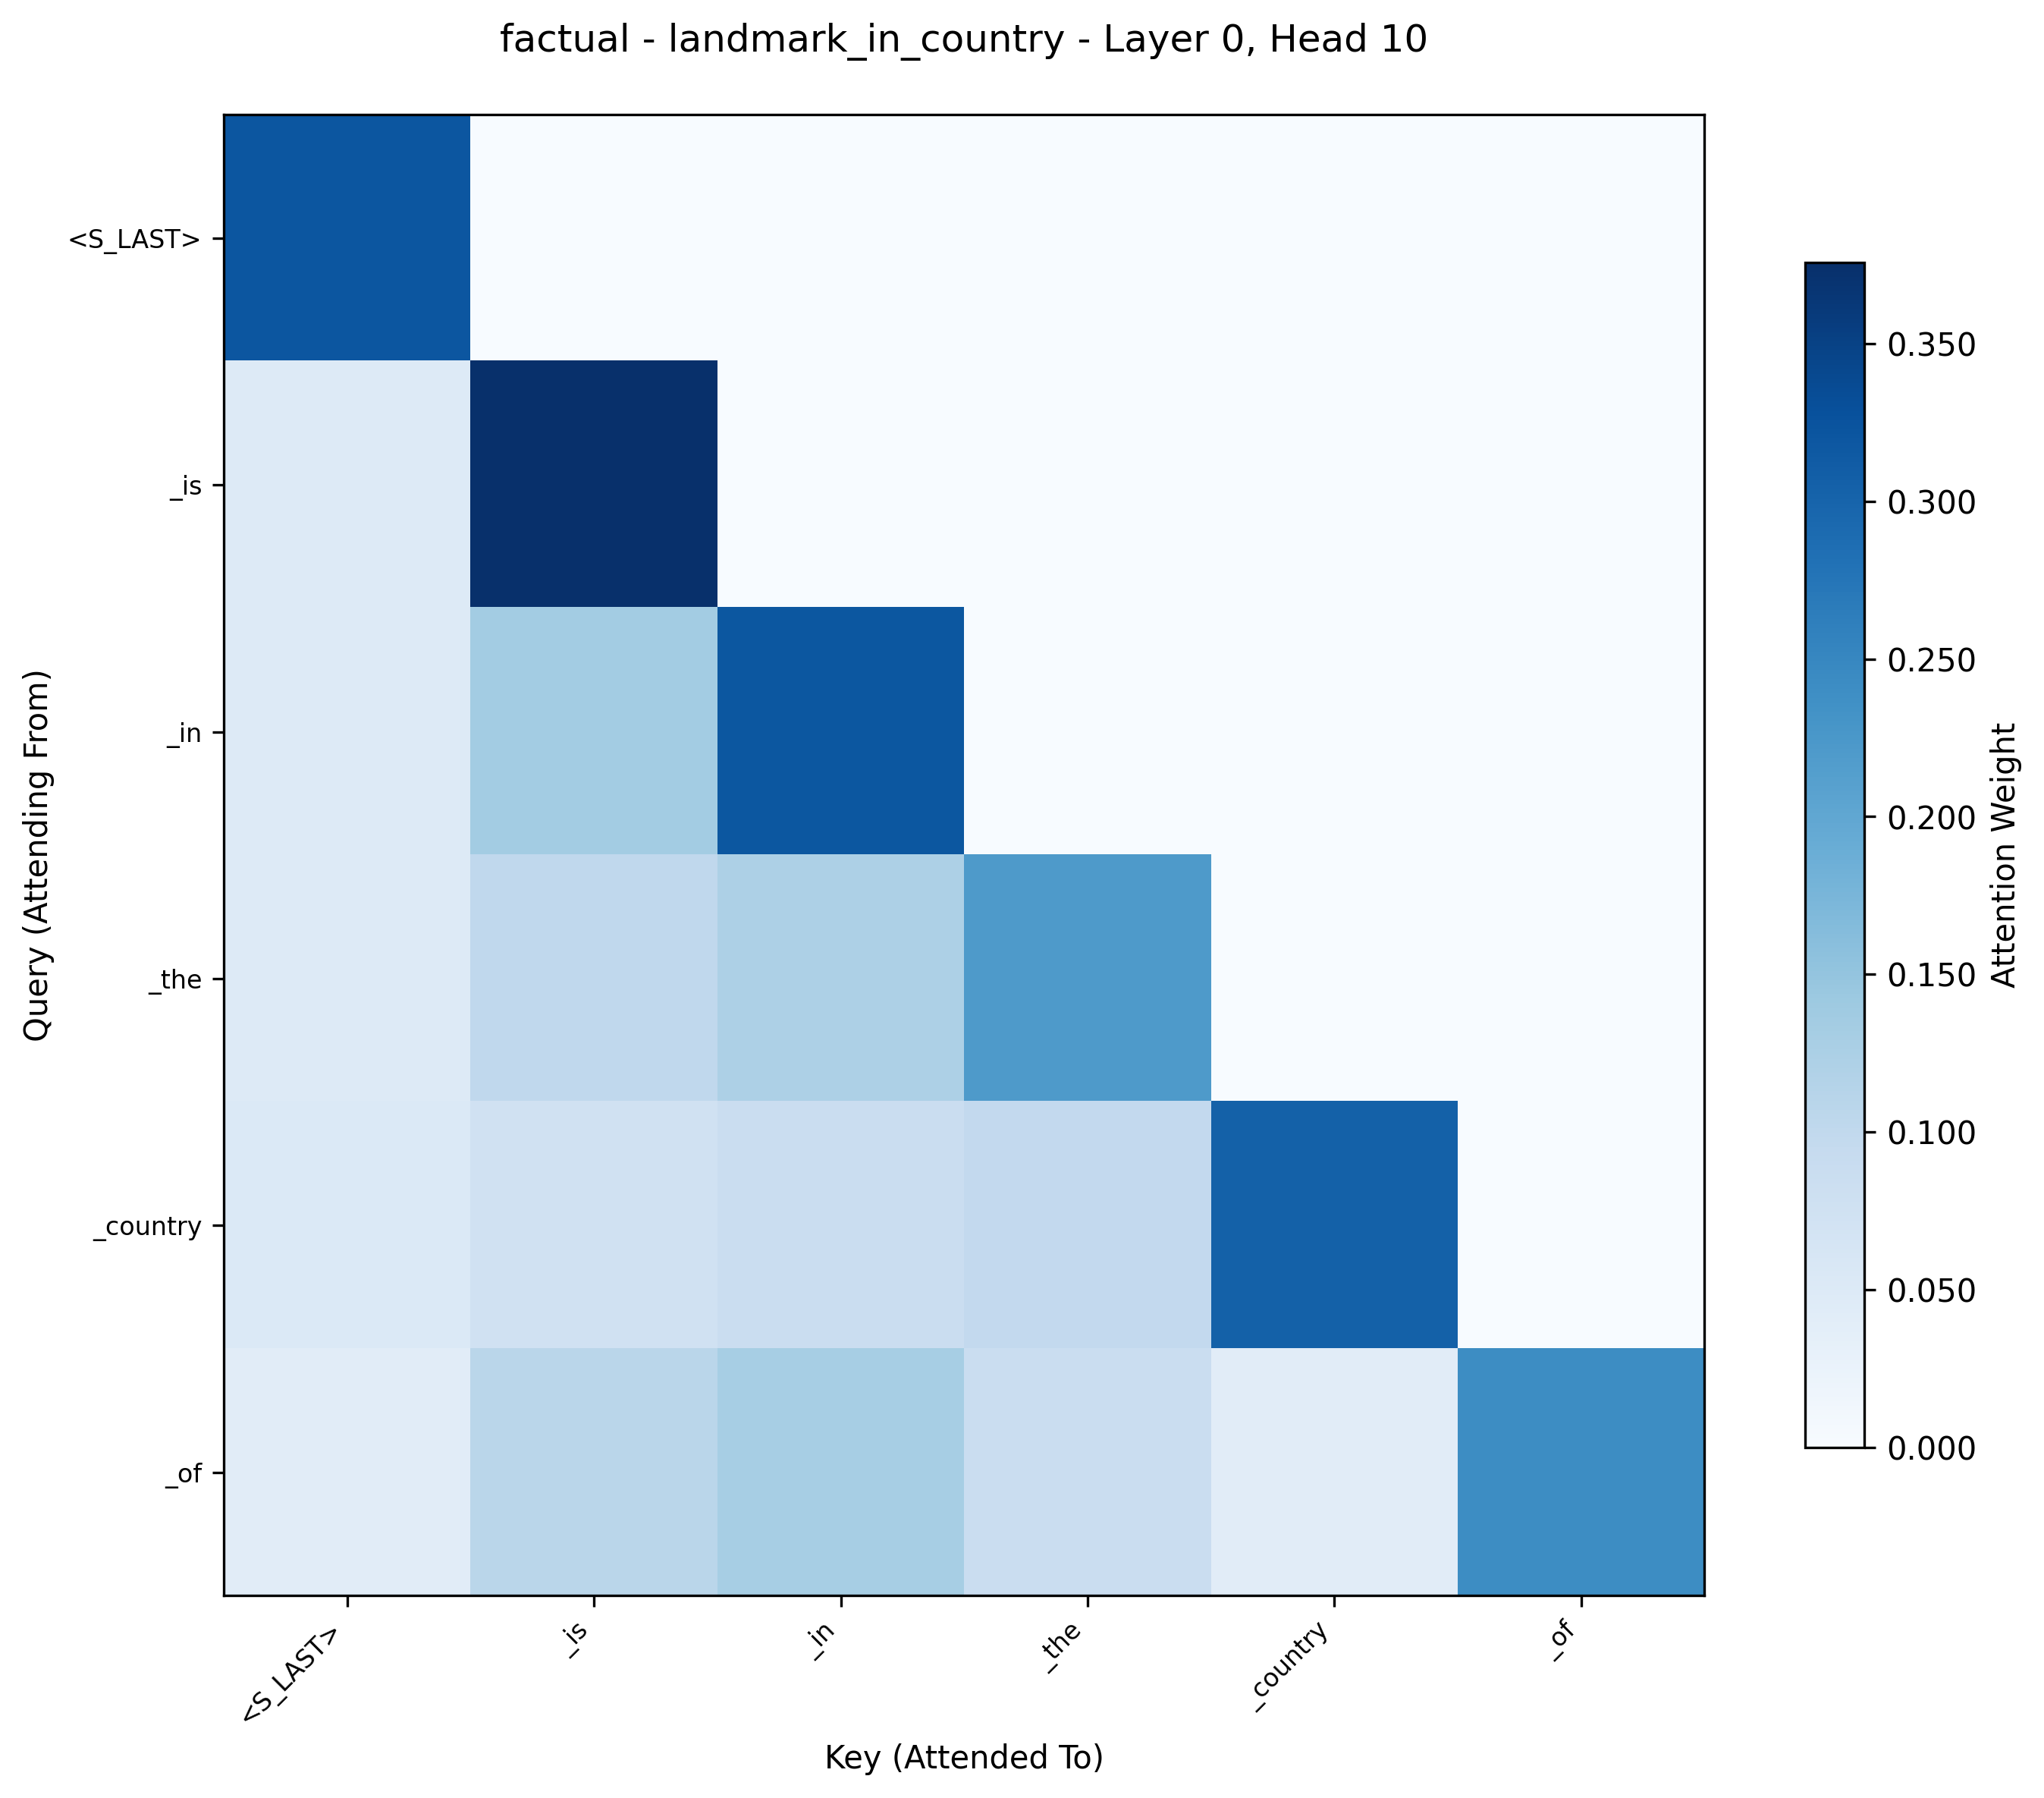 factual - landmark_in_country - Layer 0, Head 10
Query (Attending From)
<S_LAST>
_is
_in
_the
_country
_of
<S_LAST>
_is
_in
_the
_country
_of
Key (Attended To)
0.350
0.300
0.250
0.200
0.150
0.100
0.050
0.000
Attention Weight